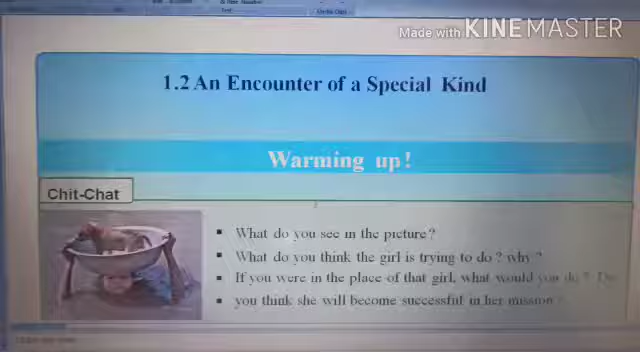 Made with KINEMASTER
1.2 An Encounter of a Special Kind
Warming up!
Chit-Chat
▪ What do you see in the picture?
▪ What do you think the girl is trying to do ? why ?
▪ If you were in the place of that girl, what would you do ?
▪ you think she will become successful in her mission